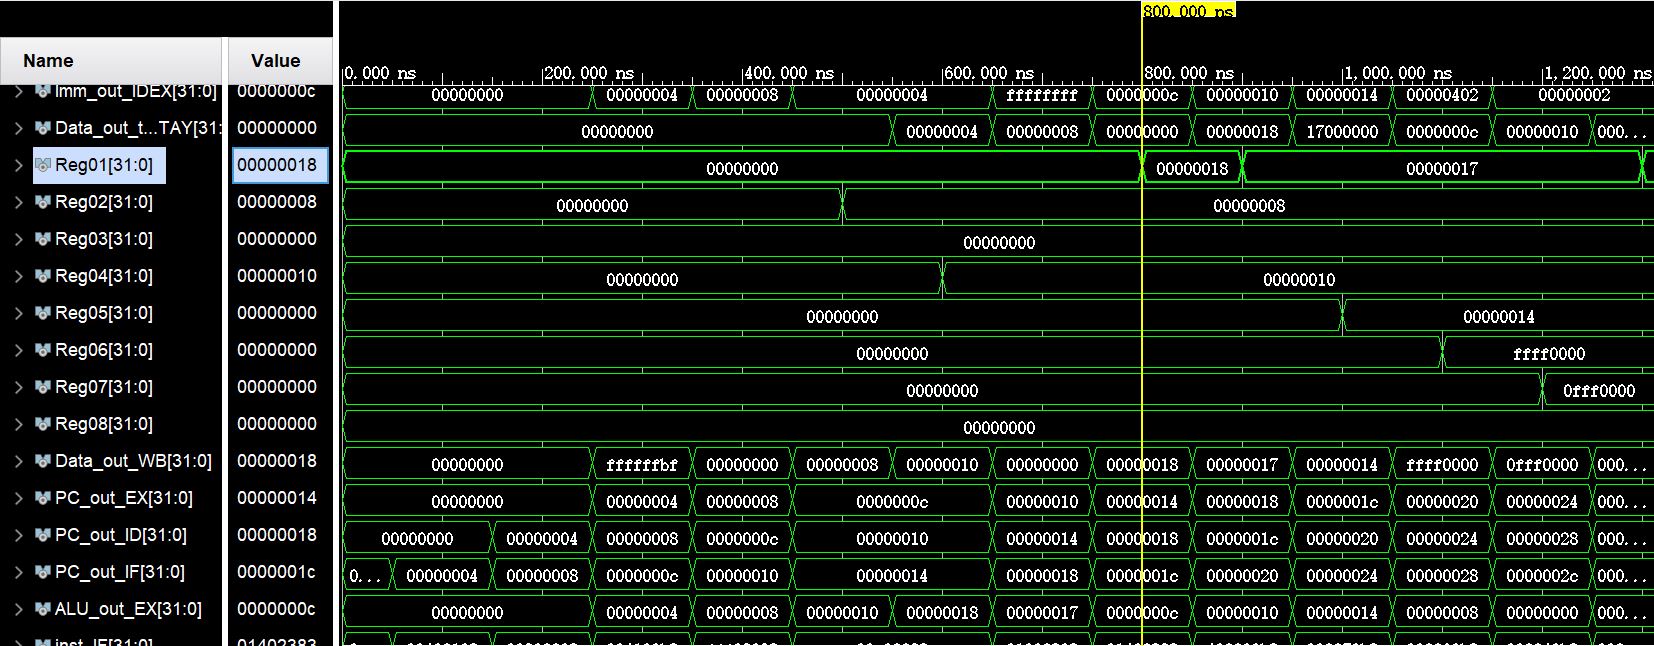 800.000 ns
Name Value
0.000 ns 200.000 ns 400.000 ns 600.000 ns 800.000 ns 1,000.000 ns 1,200.000 ns
Imm_out_IDEX[31:0] 0000000c 00000000 00000004 00000008 00000004 ffffffff 0000000c 00000010 00000014 00000402 00000002
Data_out_t...TAY[31: 00000000 00000000 00000004 00000008 00000000 00000018 17000000 0000000c 00000010 000...
Reg01[31:0] 00000018 00000000 00000018 00000017
Reg02[31:0] 00000008 00000000 00000008
Reg03[31:0] 00000000 00000000
Reg04[31:0] 00000010 00000000 00000010
Reg05[31:0] 00000000 00000000 00000014
Reg06[31:0] 00000000 00000000 ffff0000
Reg07[31:0] 00000000 00000000 0fff0000
Reg08[31:0] 00000000 00000000
Data_out_WB[31:0] 00000018 00000000 ffffffbf 00000000 00000008 00000010 00000000 00000018 00000017 00000014 ffff0000 0fff0000 000...
PC_out_EX[31:0] 00000014 00000000 00000004 00000008 0000000c 00000010 00000014 00000018 0000001c 00000020 00000024 000...
PC_out_ID[31:0] 00000018 00000000 00000004 00000008 0000000c 00000010 00000014 00000018 0000001c 00000020 00000024 00000028 000...
PC_out_IF[31:0] 0000001c 0... 00000004 00000008 0000000c 00000010 00000014 00000018 0000001c 00000020 00000024 00000028 0000002c 000...
ALU_out_EX[31:0] 0000000c 00000000 00000004 00000008 00000010 00000018 00000017 0000000c 00000010 00000014 00000008 00000000 000...
inst_IF[31:0] 01402383